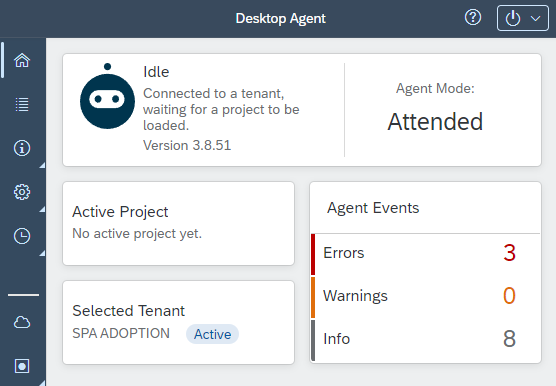 Desktop Agent
Idle
Connected to a tenant,
waiting for a project to be
loaded.
Version 3.8.51
Agent Mode:
Attended
Active Project
No active project yet.
Selected Tenant
SPA ADOPTION Active
Agent Events
Errors 3
Warnings 0
Info 8